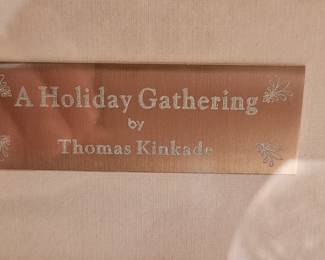 A Holiday Gathering
by
Thomas Kinkade